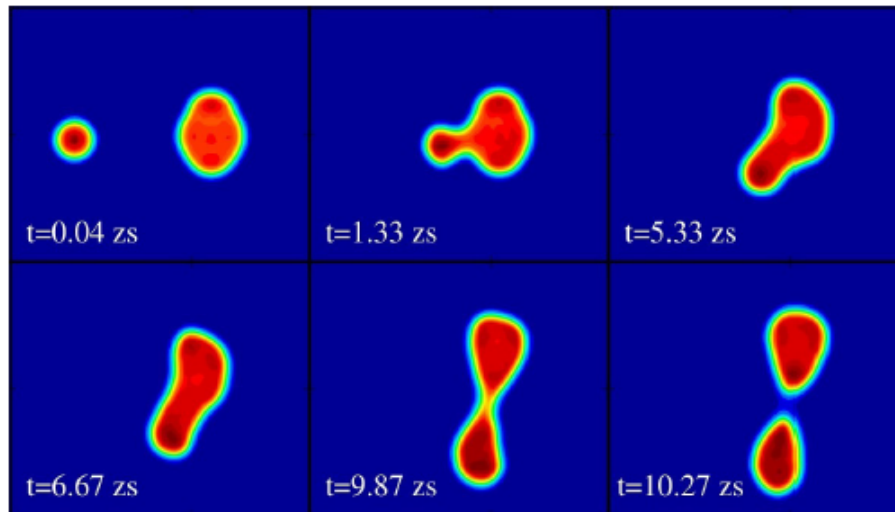 t=0.04 zs
t=1.33 zs
t=5.33 zs
t=6.67 zs
t=9.87 zs
t=10.27 zs